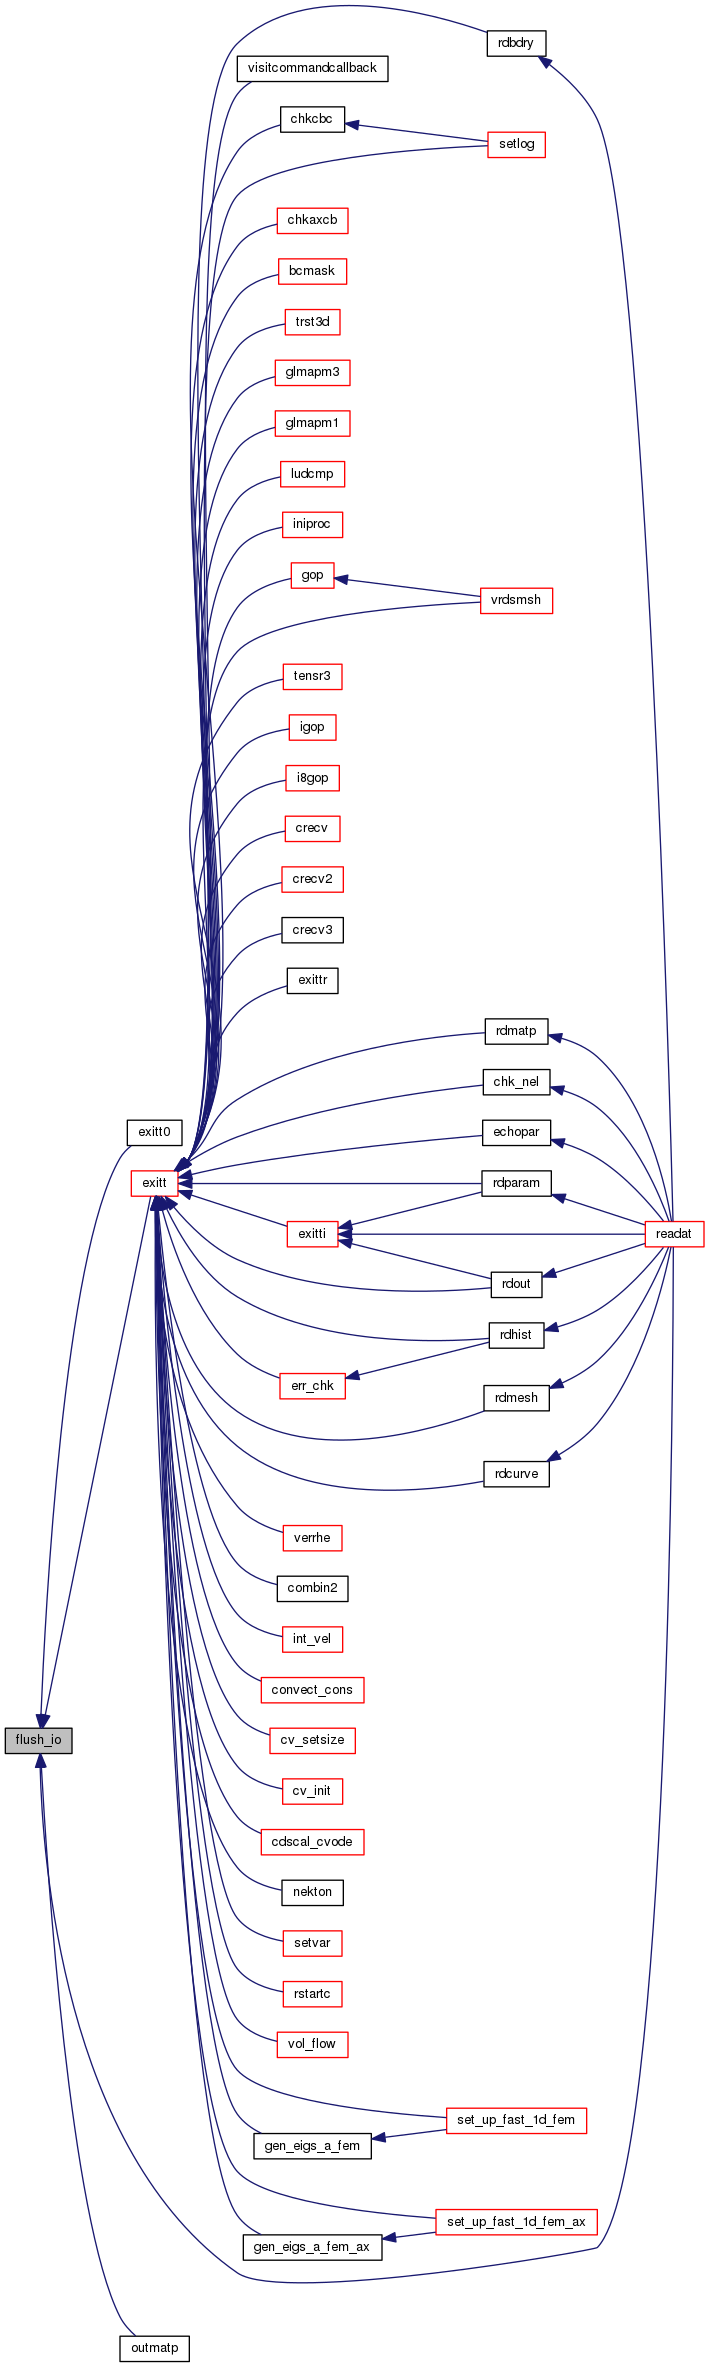 rdbdry
visitcommandcallback
chkcbc
setlog
chkaxcb
bcmask
trst3d
glmapm3
glmapm1
ludcmp
iniproc
gop
vrdsmsh
tensr3
igop
i8gop
crecv
crecv2
crecv3
exittr
rdmatp
chk_nel
exitt0
echopar
exitt
rdparam
exitti
readat
rdout
rdhist
err_chk
rdmesh
rdcurve
verrhe
combin2
int_vel
convect_cons
flush_io
cv_setsize
cv_init
cdscal_cvode
nekton
setvar
rstartc
vol_flow
set_up_fast_1d_fem
gen_eigs_a_fem
set_up_fast_1d_fem_ax
gen_eigs_a_fem_ax
outmatp